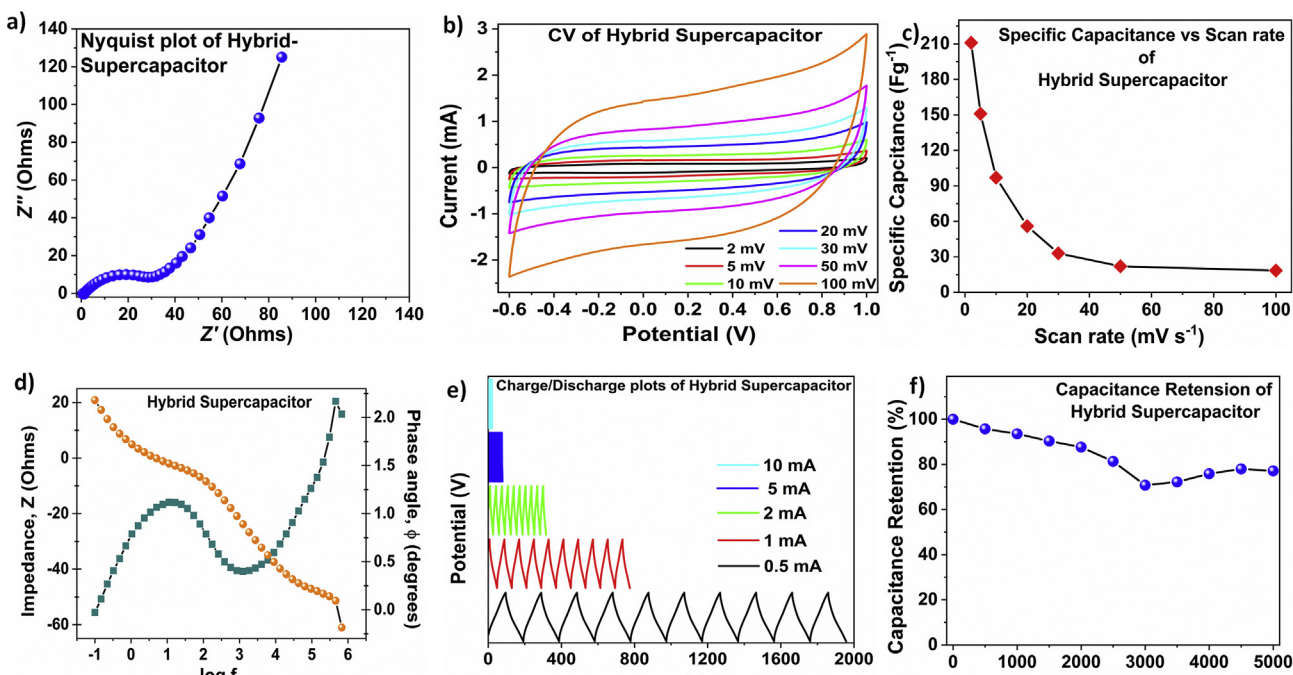 a)
Nyquist plot of Hybrid-
Supercapacitor
140
120
100
80
60
40
20
0
Z″ (Ohms)
0 20 40 60 80 100 120 140
Z′ (Ohms)
b)
CV of Hybrid Supercapacitor
3
2
1
0
-1
-2
Current (mA)
2 mV
5 mV
10 mV
20 mV
30 mV
50 mV
100 mV
-0.6 -0.4 -0.2 0.0 0.2 0.4 0.6 0.8 1.0
Potential (V)
c)
Specific Capacitance vs Scan rate
of
Hybrid Supercapacitor
210
180
150
120
90
60
30
0
Specific Capcitance (Fg⁻¹)
0 20 40 60 80 100
Scan rate (mV s⁻¹)
d)
Hybrid Supercapacitor
20
0
-20
-40
-60
Impedance, Z (Ohms)
2.0
1.5
1.0
0.5
0.0
Phase angle, ϕ (degrees)
-1 0 1 2 3 4 5 6
log f
e)
Charge/Discharge plots of Hybrid Supercapacitor
Potential (V)
10 mA
5 mA
2 mA
1 mA
0.5 mA
0 400 800 1200 1600 2000
f)
Capacitance Retension of
Hybrid Supercapacitor
100
80
60
40
20
0
Capacitance Retention (%)
0 1000 2000 3000 4000 5000